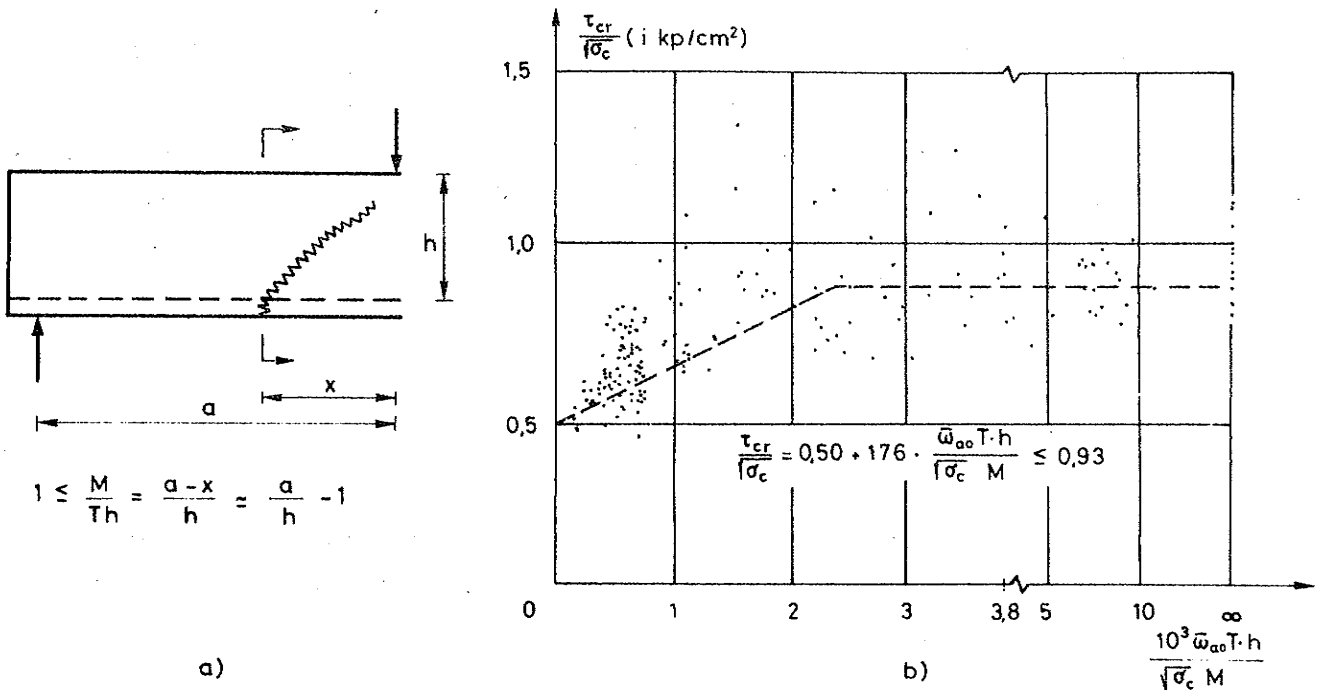 h
x
a
1 ≤ M/Th = (a - x)/h ≃ a/h - 1
a)
τcr/√σc (i kp/cm²)
1,5
1,0
0,5
τcr/√σc = 0,50 + 176 · ω̄ao T·h/√σc M ≤ 0,93
0 1 2 3 3,8 5 10 ∞
10³ ω̄ao T·h/√σc M
b)